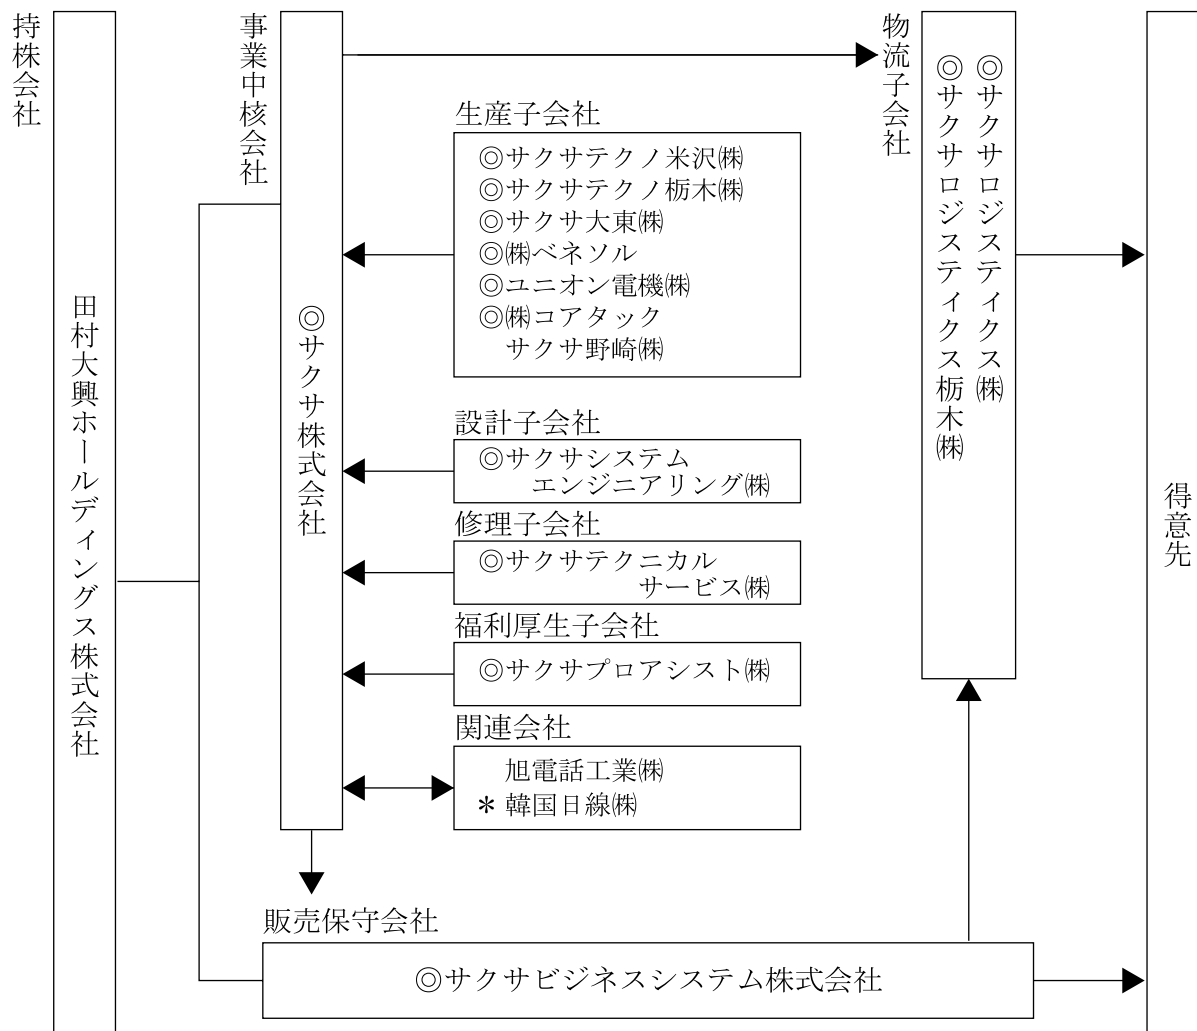 持株会社
田村大興ホールディングス株式会社
事業中核会社
◎サクサ株式会社
生産子会社
◎サクサテクノ米沢㈱
◎サクサテクノ栃木㈱
◎サクサ大東㈱
◎㈱ベネソル
◎ユニオン電機㈱
◎㈱コアタック
サクサ野崎㈱
設計子会社
◎サクサシステム
エンジニアリング㈱
修理子会社
◎サクサテクニカル
サービス㈱
福利厚生子会社
◎サクサプロアシスト㈱
関連会社
旭電話工業㈱
＊韓国日線㈱
物流子会社
◎サクサロジスティクス㈱
◎サクサロジスティクス栃木㈱
得意先
販売保守会社
◎サクサビジネスシステム株式会社